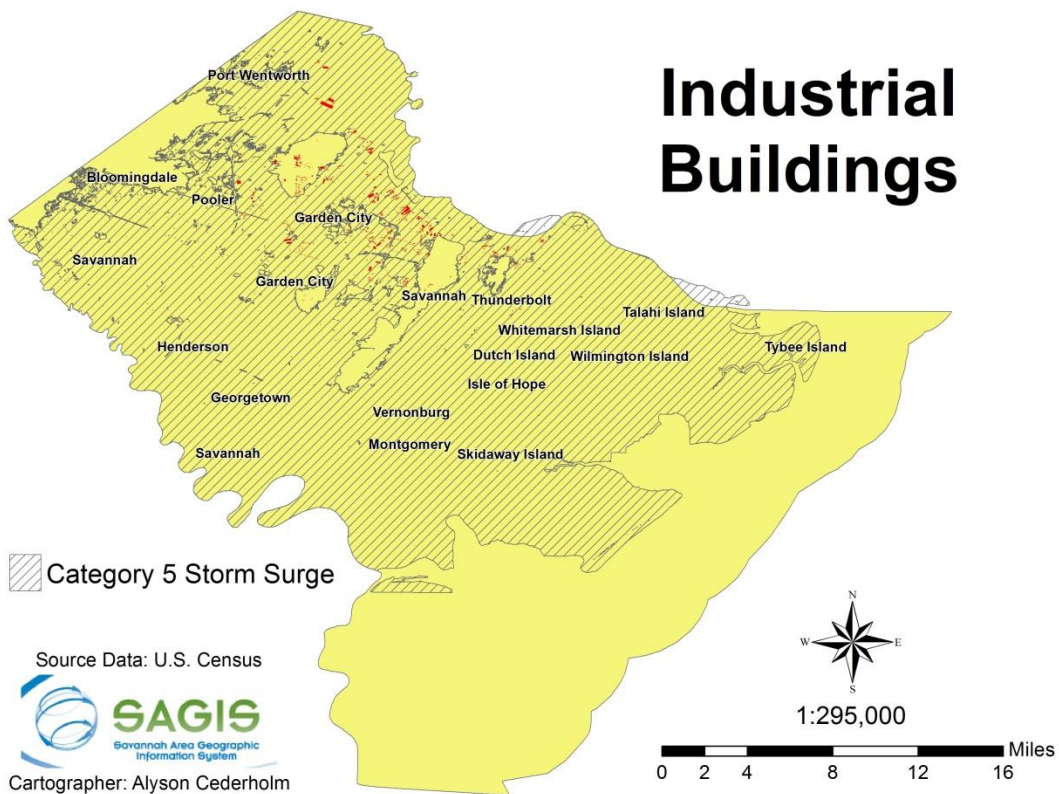 Industrial
Buildings
Port Wentworth
Bloomingdale
Pooler
Garden City
Savannah
Garden City
Savannah
Thunderbolt
Talahi Island
Whitemarsh Island
Henderson
Dutch Island
Wilmington Island
Tybee Island
Isle of Hope
Georgetown
Vernonburg
Montgomery
Savannah
Skidaway Island
Category 5 Storm Surge
Source Data: U.S. Census
SAGIS
Savannah Area Geographic
Information System
Cartographer: Alyson Cederholm
N
W
E
S
1:295,000
Miles
0 2 4 8 12 16